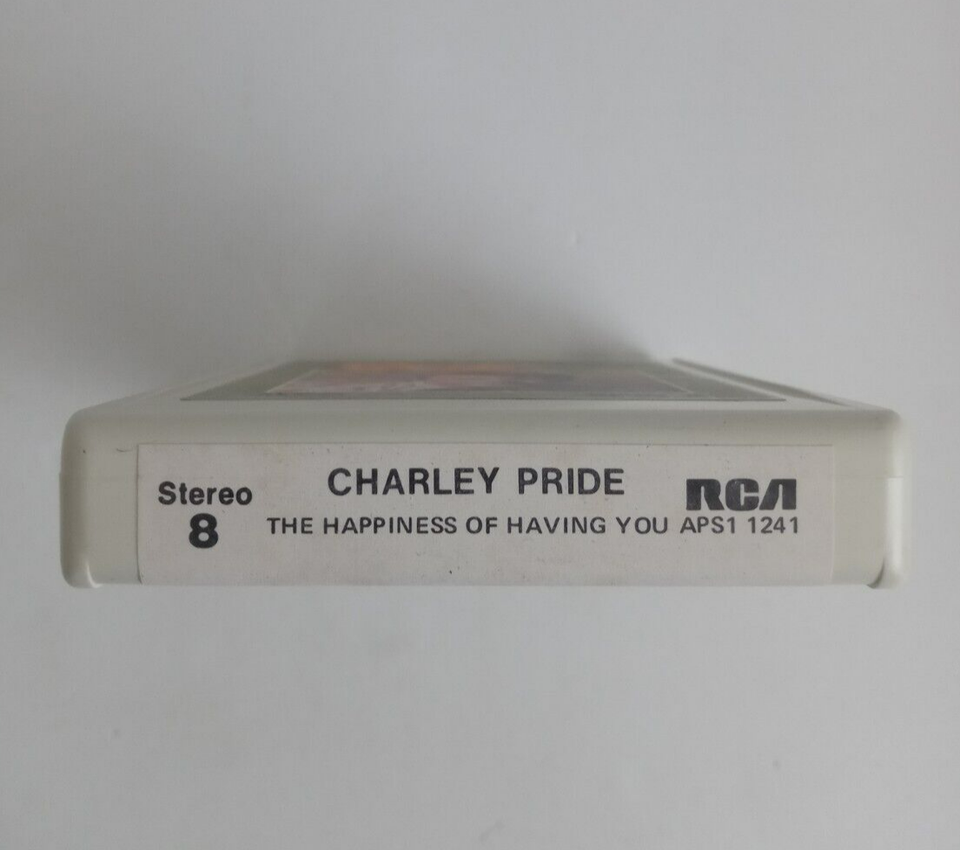 Stereo
8
CHARLEY PRIDE
THE HAPPINESS OF HAVING YOU
RCA
APS1 1241